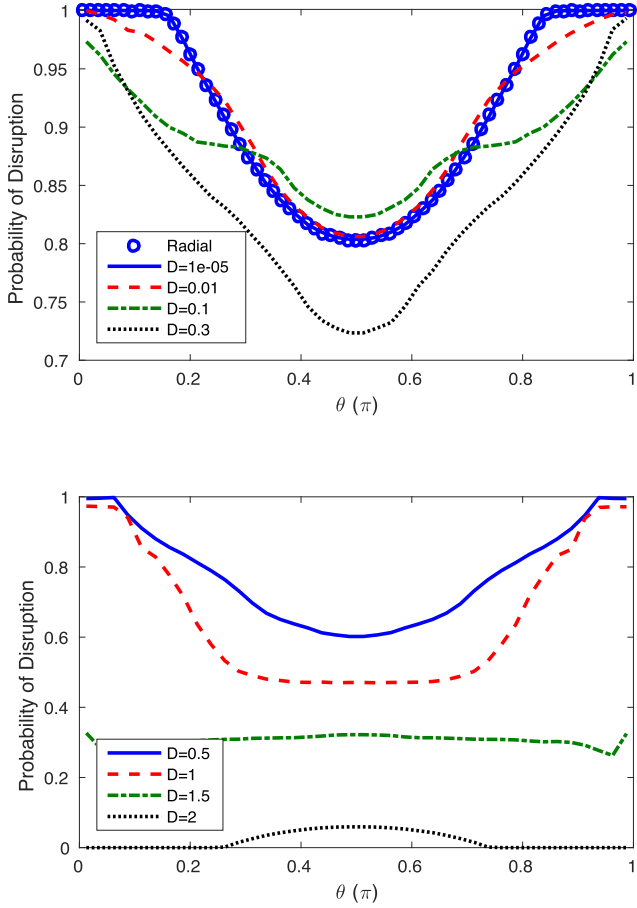 1
0.95
0.9
0.85
0.8
0.75
0.7
Probability of Disruption
Radial
D=1e-05
D=0.01
D=0.1
D=0.3
0 0.2 0.4 0.6 0.8 1
θ (π)
1
0.8
0.6
0.4
0.2
0
Probability of Disruption
D=0.5
D=1
D=1.5
D=2
0 0.2 0.4 0.6 0.8 1
θ (π)